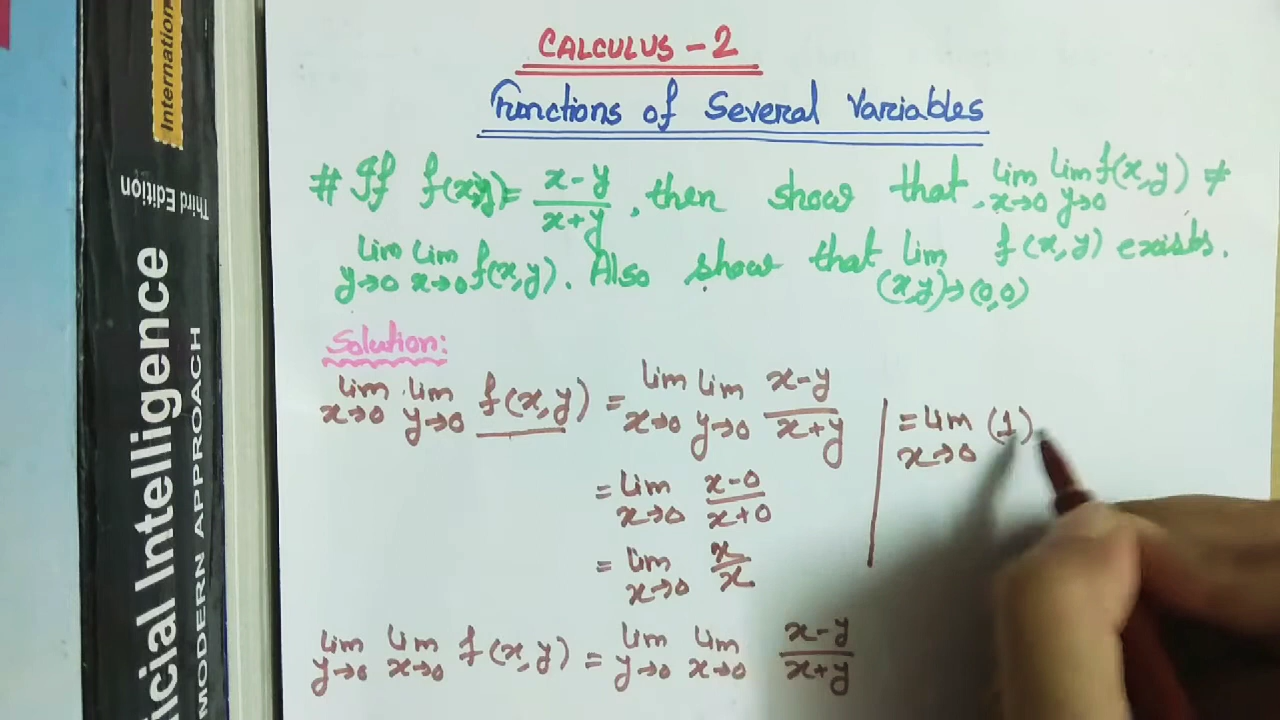 CALCULUS - 2
Functions of Several Variables
# If f(x,y) = x-y / x+y , then show that lim x→0 lim y→0 f(x,y) ≠
lim y→0 lim x→0 f(x,y). Also show that lim (x,y)→(0,0) f(x,y) exists.
Solution:
lim x→0 lim y→0 f(x,y) = lim x→0 lim y→0 x-y / x+y
= lim x→0 x-0 / x+0
= lim x→0 x / x
= lim x→0 (1)
lim y→0 lim x→0 f(x,y) = lim y→0 lim x→0 x-y / x+y
International
Third Edition
ficial Intelligence
MODERN APPROACH